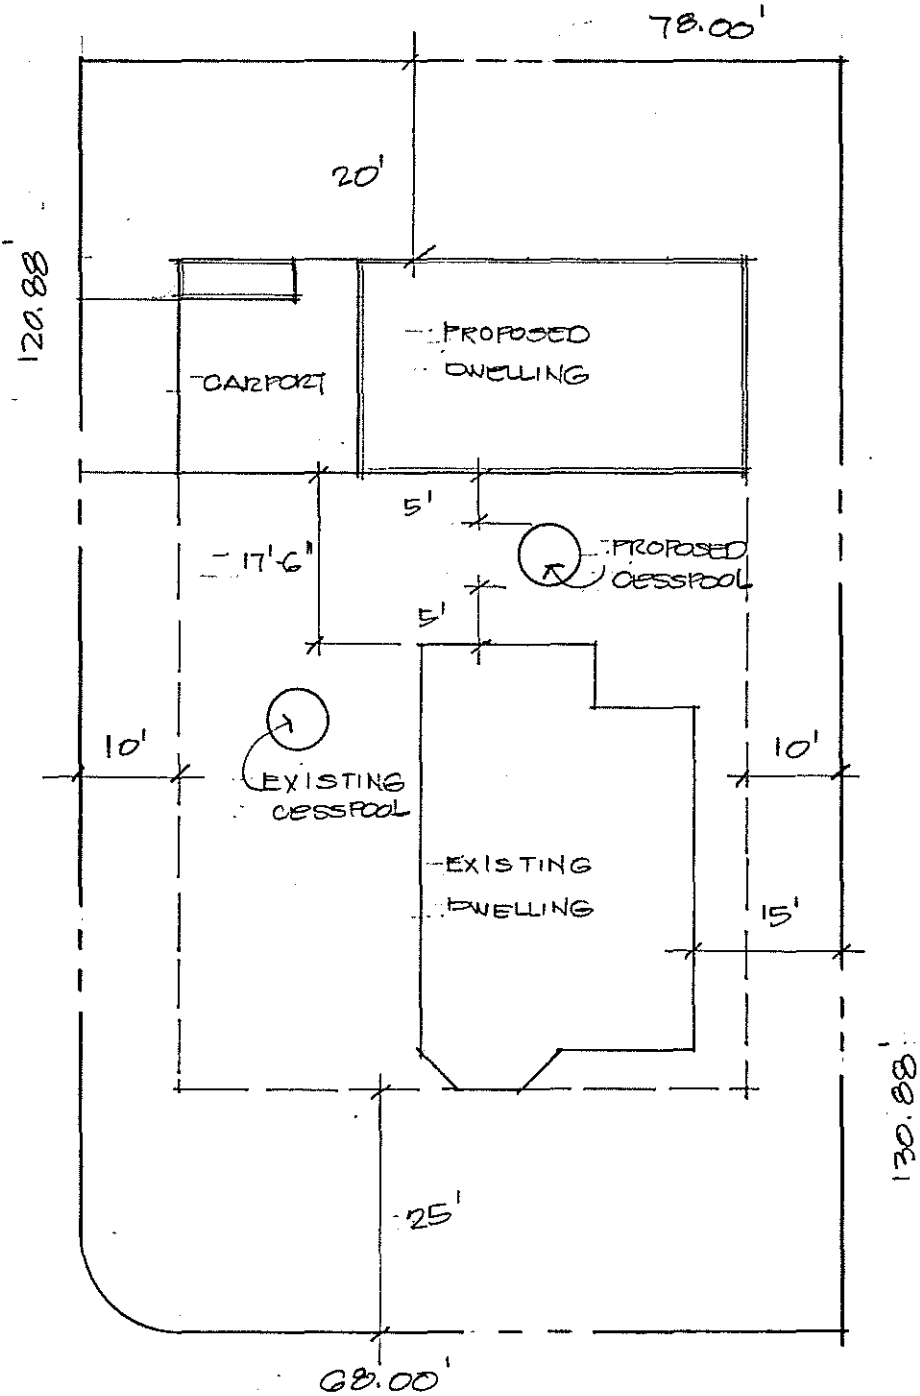 78.00'
20'
120.88'
PROPOSED
DWELLING
CARPORT
5'
17'-6"
PROPOSED
CESSPOOL
5'
10'
10'
EXISTING
CESSPOOL
EXISTING
DWELLING
15'
130.88'
25'
68.00'